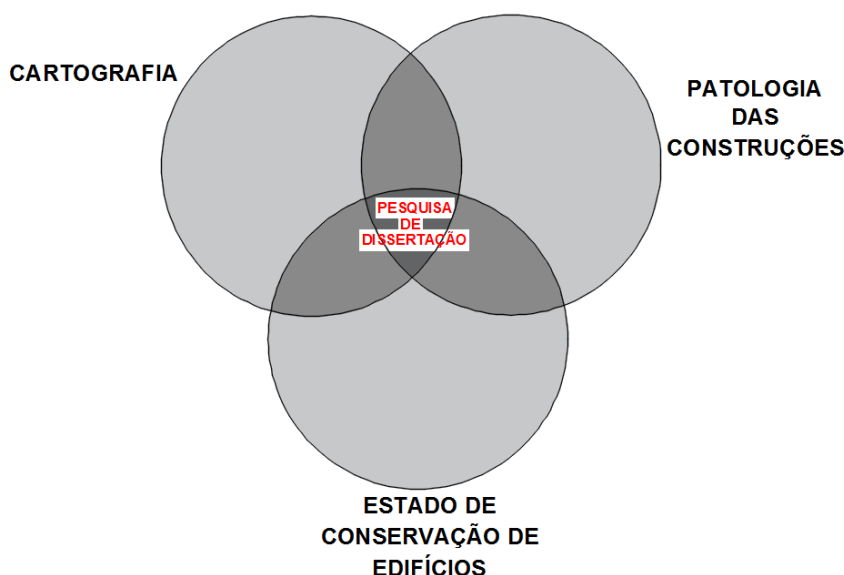 CARTOGRAFIA
PATOLOGIA
DAS
CONSTRUÇÕES
PESQUISA
DE
DISSERTAÇÃO
ESTADO DE
CONSERVAÇÃO DE
EDIFÍCIOS